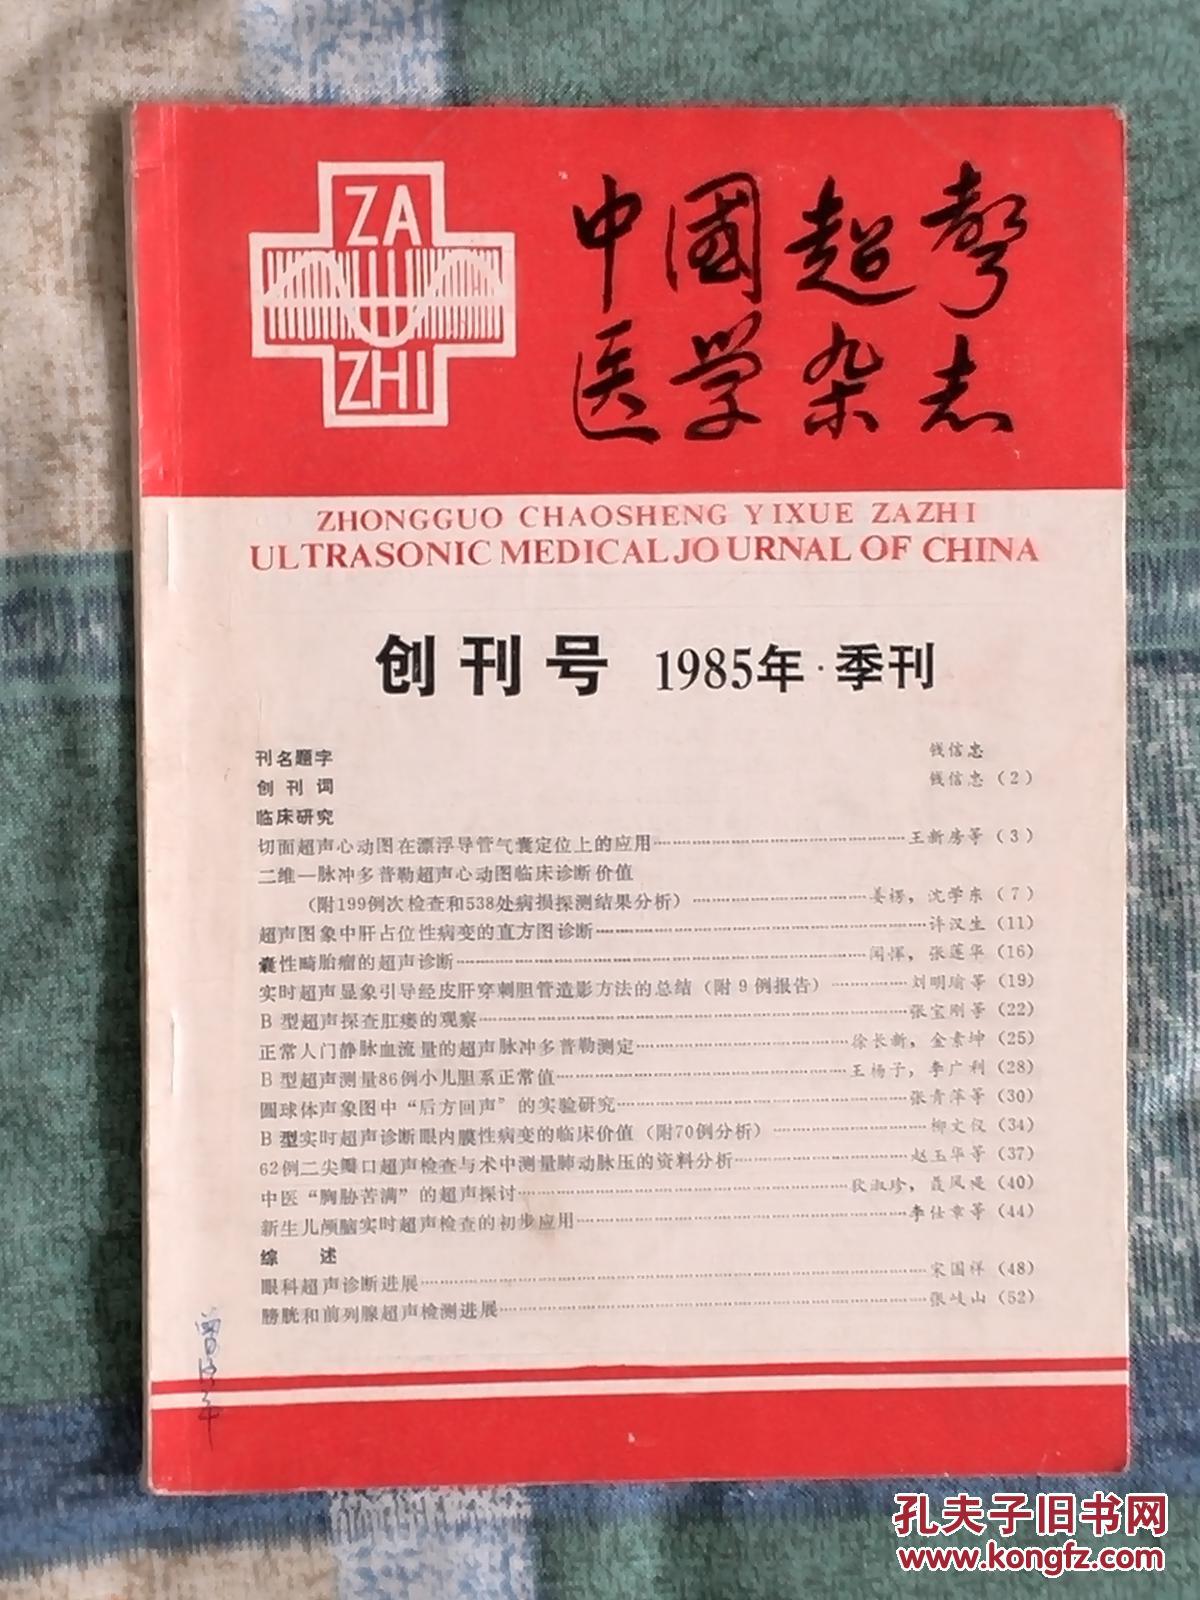 ZA
ZHI
中國超聲
医学杂志
ZHONGGUO CHAOSHENG YIXUE ZAZHI
ULTRASONIC MEDICAL JOURNAL OF CHINA
创刊号 1985年·季刊
刊名题字 钱信忠
创刊词 钱信忠(2)
临床研究
切面超声心动图在漂浮导管气囊定位上的应用……王新房等(3)
二维—脉冲多普勒超声心动图临床诊断价值
(附199例次检查和538处病损探测结果分析)……姜楞，沈学东(7)
超声图象中肝占位性病变的直方图诊断……许汉生(11)
囊性畸胎瘤的超声诊断……闻恽，张莲华(16)
实时超声显象引导经皮肝穿刺胆管造影方法的总结(附9例报告)……刘明瑜等(19)
B型超声探查肛瘘的观察……张宝刚等(22)
正常人门静脉血流量的超声脉冲多普勒测定……徐长新，金素坤(25)
B型超声测量86例小儿胆系正常值……王杨子，李广利(28)
圆球体声象图中“后方回声”的实验研究……张青萍等(30)
B型实时超声诊断眼内膜性病变的临床价值(附70例分析)……柳文仪(34)
62例二尖瓣口超声检查与术中测量肺动脉压的资料分析……赵玉华等(37)
中医“胸胁苦满”的超声探讨……狄淑珍，聂凤(40)
新生儿颅脑实时超声检查的初步应用……李仕章等(44)
综述
眼科超声诊断进展……宋国祥(48)
膀胱和前列腺超声检测进展……张岐山(52)
孔夫子旧书网
www.kongfz.com